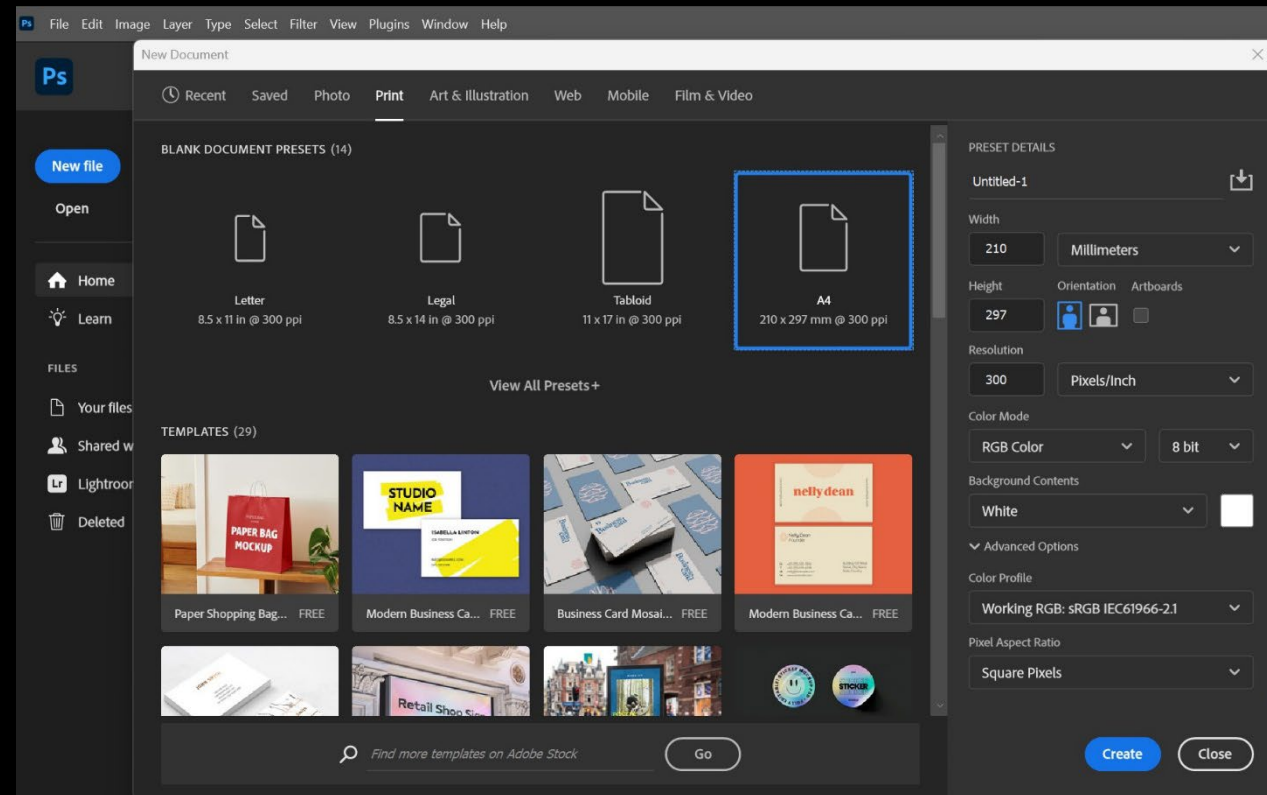 Ps File Edit Image Layer Type Select Filter View Plugins Window Help
New Document
Ps
Recent Saved Photo Print Art & Illustration Web Mobile Film & Video
New file
Open
Home
Learn
FILES
Your files
Shared w
Lr Lightroor
Deleted
BLANK DOCUMENT PRESETS (14)
Letter
8.5 x 11 in @ 300 ppi
Legal
8.5 x 14 in @ 300 ppi
Tabloid
11 x 17 in @ 300 ppi
A4
210 x 297 mm @ 300 ppi
View All Presets+
TEMPLATES (29)
PAPER BAG
MOCKUP
Paper Shopping Bag... FREE
STUDIO
NAME
ISABELLA LINTON
Modern Business Ca... FREE
Business Card Mosai... FREE
nelly dean
Nelly Dean
Modern Business Ca... FREE
Retail Shop
STICKER
Find more templates on Adobe Stock
Go
PRESET DETAILS
Untitled-1
Width
210 Millimeters
Height Orientation Artboards
297
Resolution
300 Pixels/Inch
Color Mode
RGB Color 8 bit
Background Contents
White
Advanced Options
Color Profile
Working RGB: sRGB IEC61966-2.1
Pixel Aspect Ratio
Square Pixels
Create Close